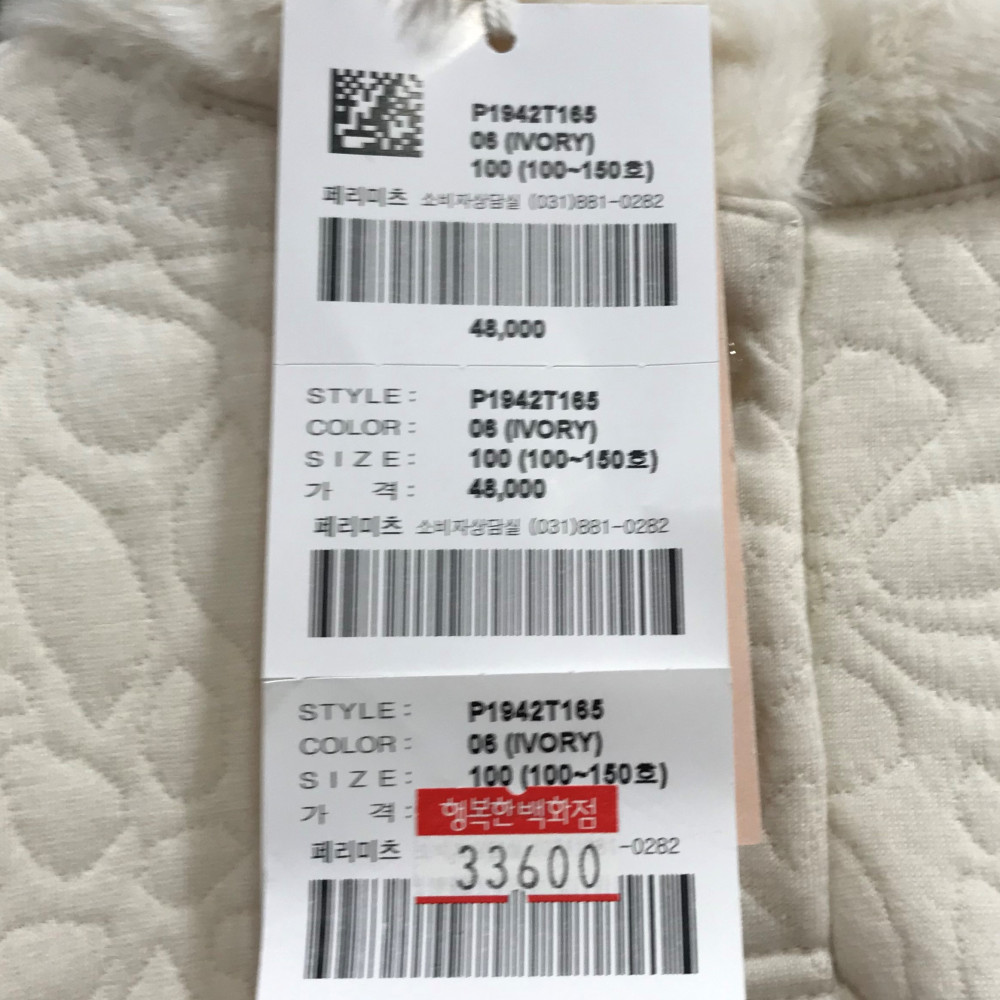 P1942T165
06 (IVORY)
100 (100~150호)
페리미츠 소비자상담실 (031)881-0282
48,000
STYLE : P1942T165
COLOR : 06 (IVORY)
SIZE : 100 (100~150호)
가 격 : 48,000
페리미츠 소비자상담실 (031)881-0282
STYLE : P1942T165
COLOR : 06 (IVORY)
SIZE : 100 (100~150호)
가 격 :
행복한백화점
페리미츠 -0282
33600